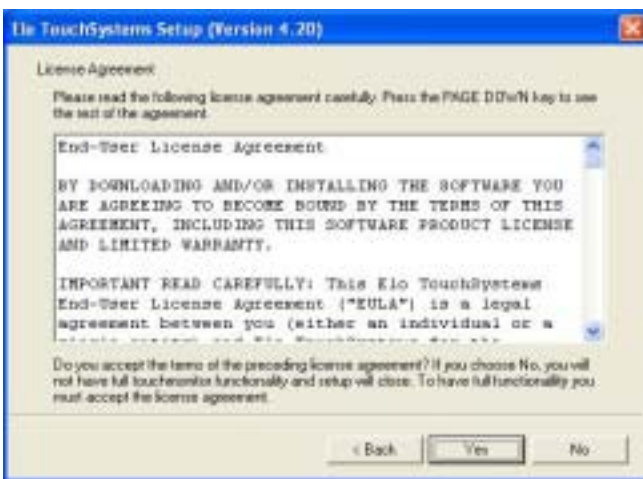 Elo TouchSystems Setup (Version 4.20)
License Agreement
Please read the following license agreement carefully. Press the PAGE DOWN key to see
the rest of the agreement.
End-User License Agreement
BY DOWNLOADING AND/OR INSTALLING THE SOFTWARE YOU
ARE AGREEING TO BECOME BOUND BY THE TERMS OF THIS
AGREEMENT, INCLUDING THIS SOFTWARE PRODUCT LICENSE
AND LIMITED WARRANTY.
IMPORTANT READ CAREFULLY: This Elo TouchSystems
End-User License Agreement ("EULA") is a legal
agreement between you (either an individual or a
Do you accept the terms of the preceding license agreement? If you choose No, you will
not have full touchmonitor functionality and setup will close. To have full functionality you
must accept the license agreement.
< Back
Yes
No